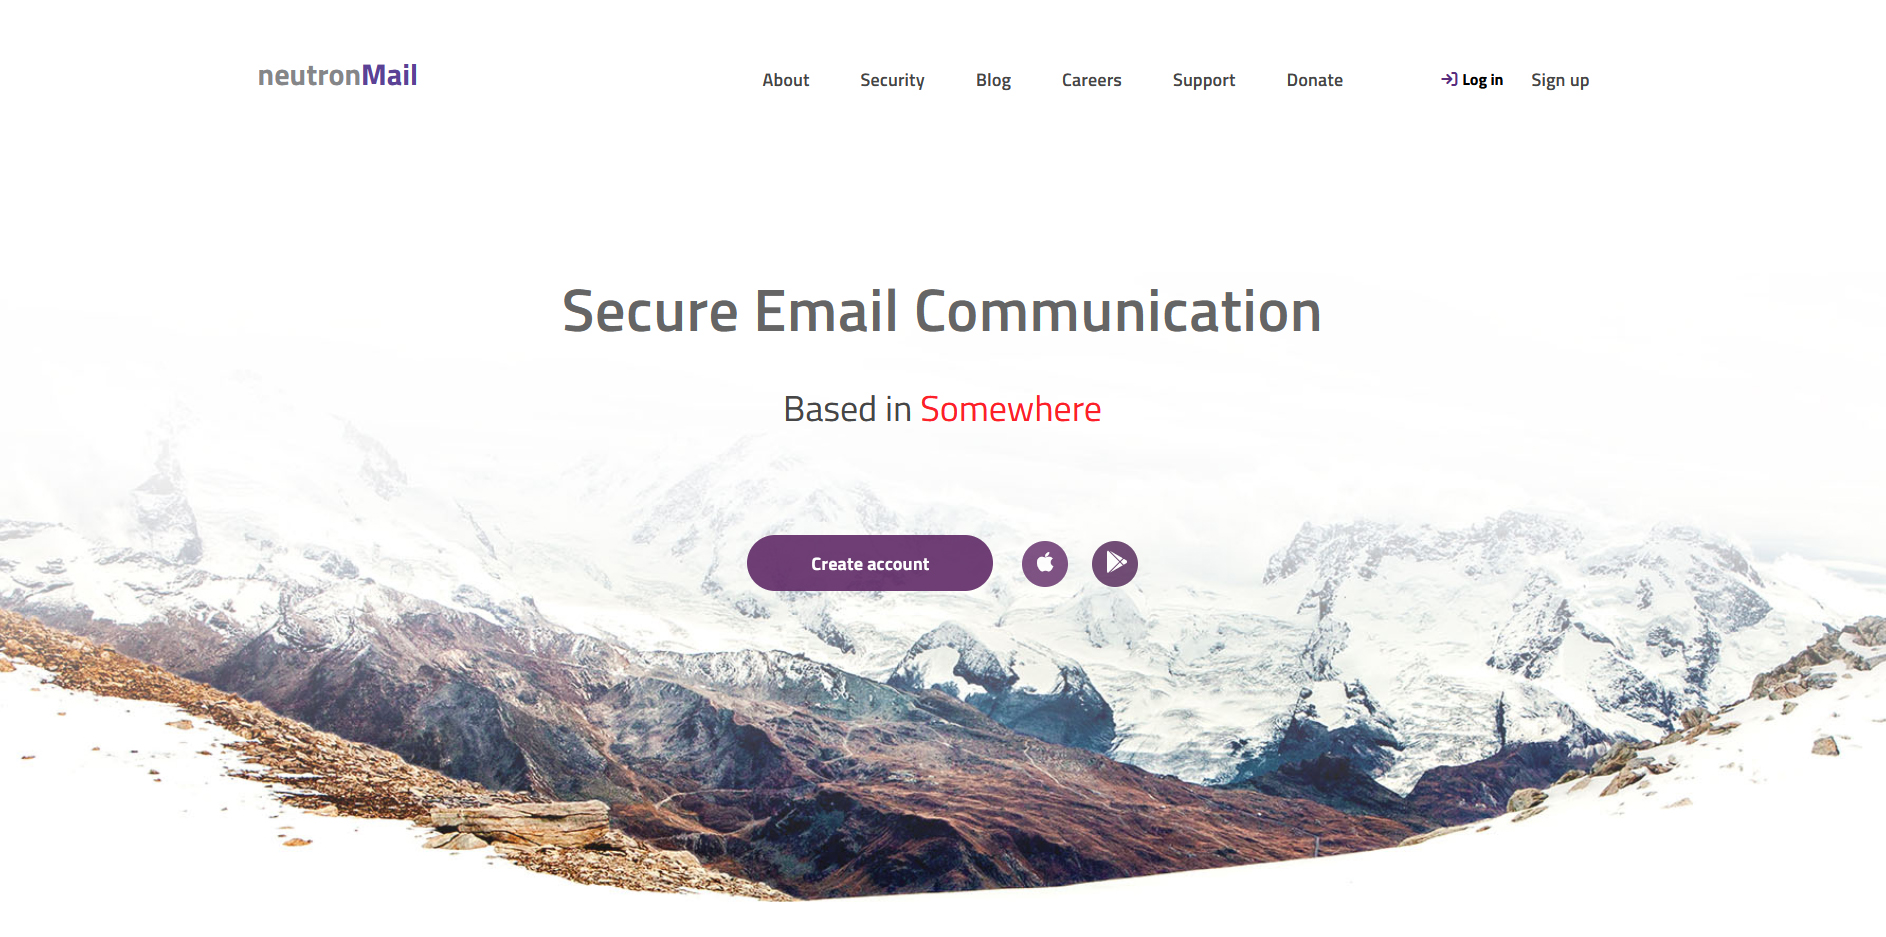 neutronMail
About Security Blog Careers Support Donate Log in Sign up
Secure Email Communication
Based in Somewhere
Create account